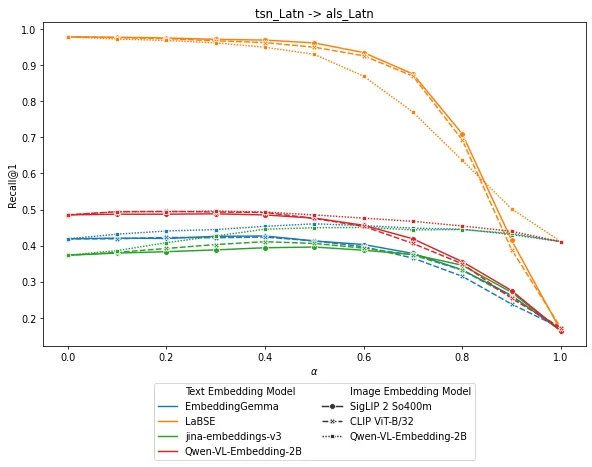 tsn_Latn -> als_Latn
Recall@1
1.0
0.9
0.8
0.7
0.6
0.5
0.4
0.3
0.2
0.0 0.2 0.4 0.6 0.8 1.0
α
Text Embedding Model Image Embedding Model
EmbeddingGemma SigLIP 2 So400m
LaBSE CLIP ViT-B/32
jina-embeddings-v3 Qwen-VL-Embedding-2B
Qwen-VL-Embedding-2B